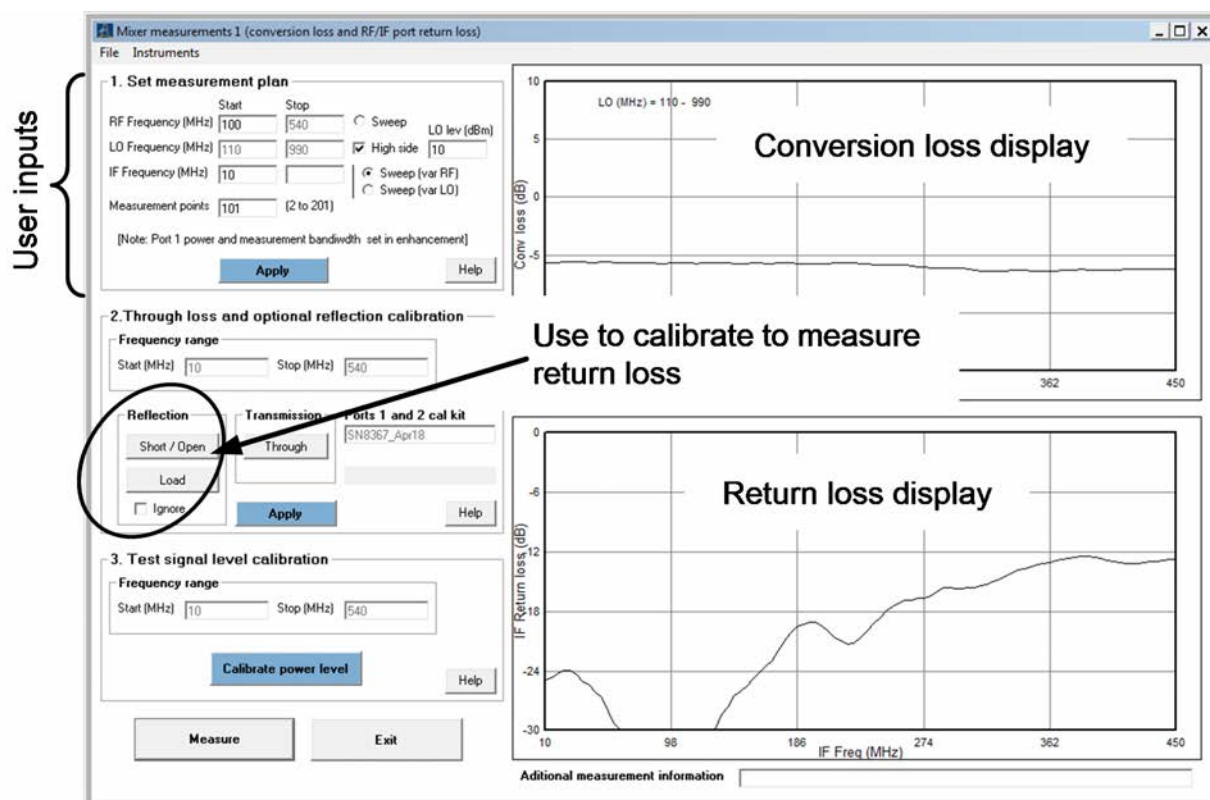 Mixer measurements 1 (conversion loss and RF/IF port return loss)
File Instruments
User inputs
1. Set measurement plan
Start Stop
RF Frequency (MHz) 100 540 Sweep LO lev (dBm)
LO Frequency (MHz) 110 990 High side 10
IF Frequency (MHz) 10 Sweep (var RF)
Sweep (var LO)
Measurement points 101 (2 to 201)
[Note: Port 1 power and measurement bandiwdth set in enhancement]
Apply Help
2.Through loss and optional reflection calibration
Frequency range
Start (MHz) 10 Stop (MHz) 540
Reflection Transmission Ports 1 and 2 cal kit
Short / Open Through SN8367_Apr18
Load
Ignore Apply Help
3. Test signal level calibration
Frequency range
Start (MHz) 10 Stop (MHz) 540
Calibrate power level
Help
Measure Exit
10
LO (MHz) = 110 - 990
5
Conversion loss display
0
Conv loss (dB)
-5
Use to calibrate to measure
return loss
362 450
0
-6
Return loss display
-12
IF Return loss (dB)
-18
-24
-30
10 98 186 274 362 450
IF Freq (MHz)
Aditional measurement information